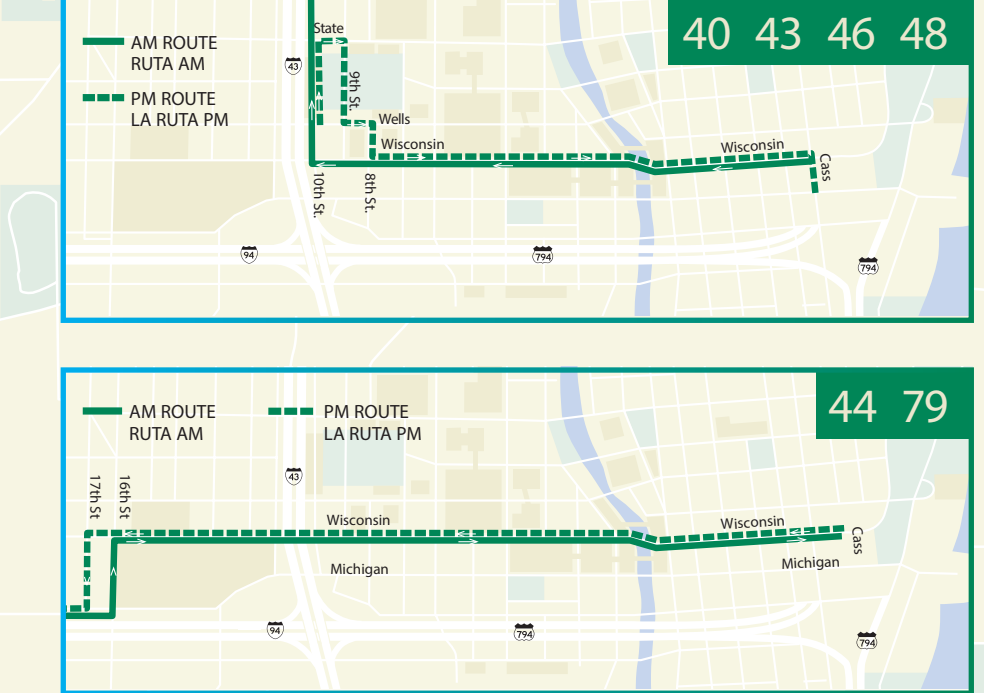 40 43 46 48
AM ROUTE
RUTA AM
PM ROUTE
LA RUTA PM
State
43
9th St.
Wells
Wisconsin
Wisconsin
Cass
10th St.
8th St.
94
794
794
44 79
AM ROUTE
RUTA AM
PM ROUTE
LA RUTA PM
43
17th St
16th St
Wisconsin
Wisconsin
Cass
Michigan
Michigan
94
794
794